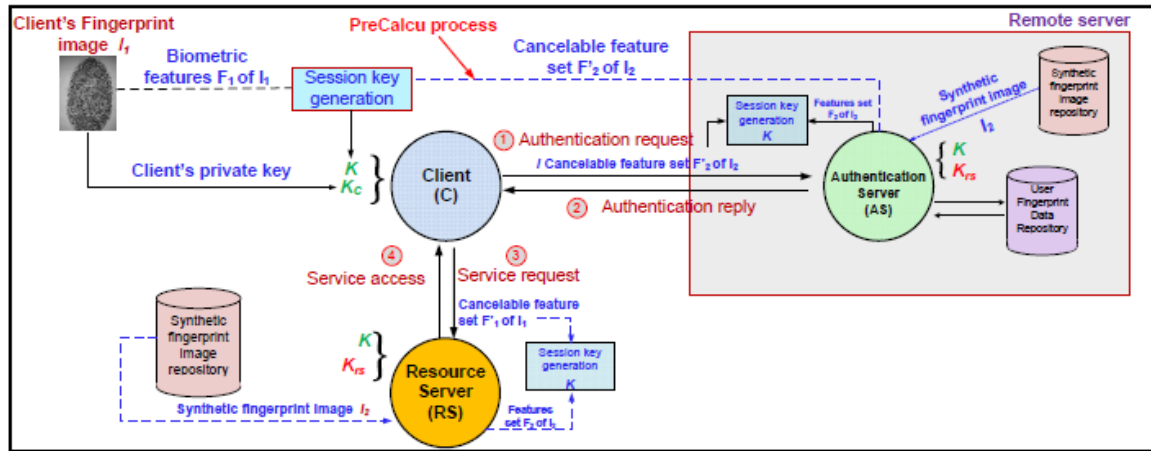 Client's Fingerprint
image I1
Biometric
features F1 of I1
Session key
generation
PreCalcu process
Cancelable feature
set F'2 of I2
Remote server
Synthetic
fingerprint
image
repository
Synthetic
fingerprint image
I2
Session key
generation
K
Features set
F2 of I2
1 Authentication request
/ Cancelable feature set F'2 of I2
Client's private key
K
KC
Client
(C)
Authentication
Server
(AS)
K
Krs
User
Fingerprint
Data
Repository
2 Authentication reply
4
Service access
3
Service request
Cancelable feature
set F'1 of I1
Synthetic
fingerprint
image
repository
K
Krs
Resource
Server
(RS)
Session key
generation
K
Synthetic fingerprint image I2
Features
set F2 of I2